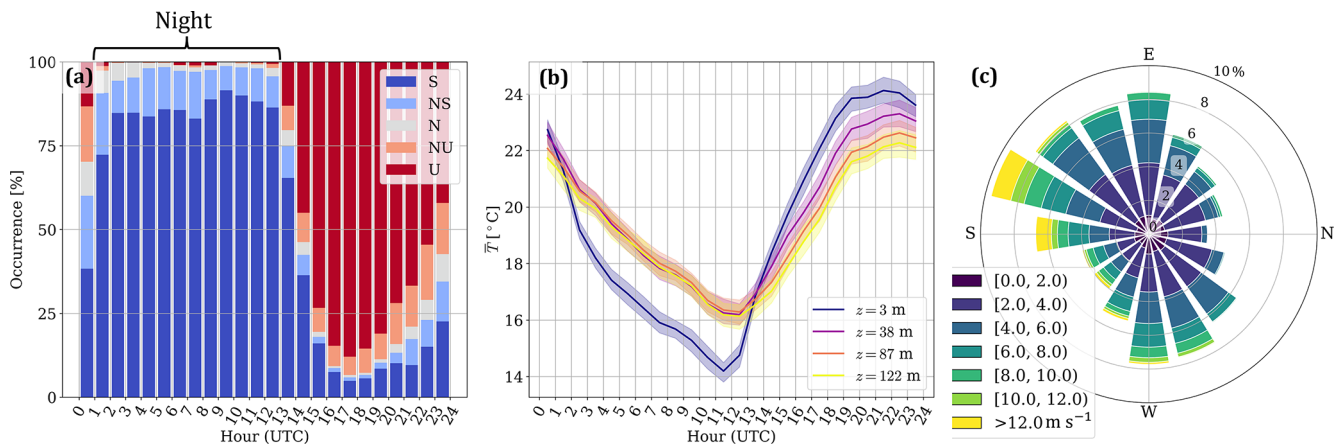 Night
(a)
100
75
50
25
0
Occurrence [%]
S
NS
N
NU
U
0 1 2 3 4 5 6 7 8 9 10 11 12 13 14 15 16 17 18 19 20 21 22 23 24
Hour (UTC)
(b)
24
22
20
18
16
14
T̅ [°C]
z = 3 m
z = 38 m
z = 87 m
z = 122 m
0 1 2 3 4 5 6 7 8 9 10 11 12 13 14 15 16 17 18 19 20 21 22 23 24
Hour (UTC)
(c)
E
10%
8
6
4
2
0
S
N
W
[0.0, 2.0)
[2.0, 4.0)
[4.0, 6.0)
[6.0, 8.0)
[8.0, 10.0)
[10.0, 12.0)
>12.0 m s⁻¹